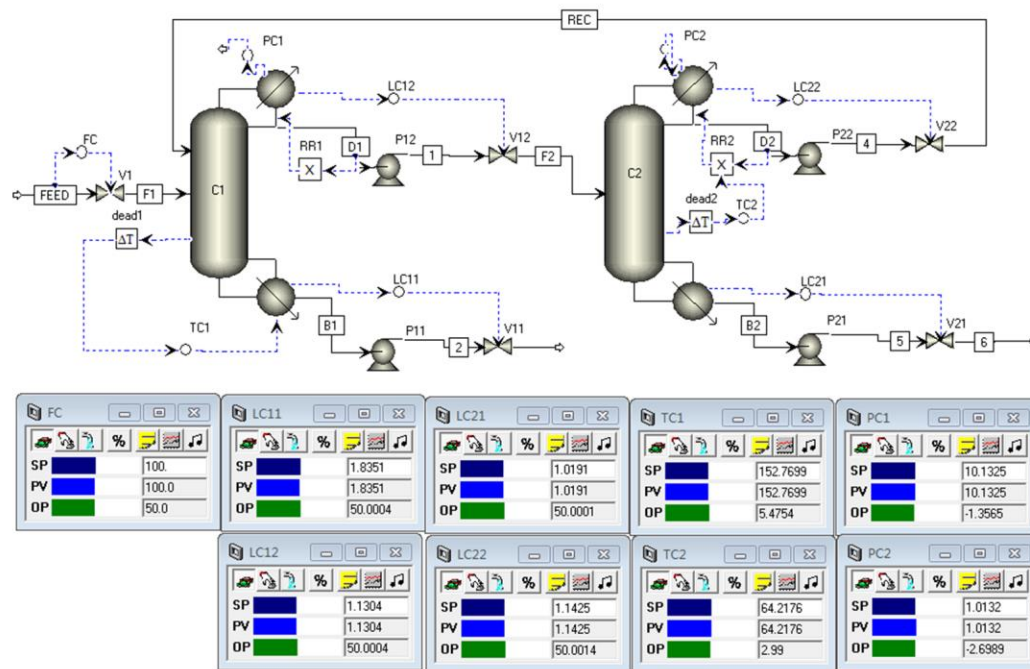 REC
PC1
PC2
LC12
LC22
FC
V1
RR1
X
D1
P12
1
V12
F2
RR2
X
D2
P22
4
V22
FEED
F1
C1
C2
dead1
ΔT
dead2
ΔT
TC2
LC11
LC21
TC1
B1
P11
2
V11
B2
P21
5
V21
6
FC
LC11
LC21
TC1
PC1
% % % % %
SP 100. SP 1.8351 SP 1.0191 SP 152.7699 SP 10.1325
PV 100.0 PV 1.8351 PV 1.0191 PV 152.7699 PV 10.1325
OP 50.0 OP 50.0004 OP 50.0001 OP 5.4754 OP -1.3565
LC12
LC22
TC2
PC2
% % % %
SP 1.1304 SP 1.1425 SP 64.2176 SP 1.0132
PV 1.1304 PV 1.1425 PV 64.2176 PV 1.0132
OP 50.0004 OP 50.0014 OP 2.99 OP -2.6989